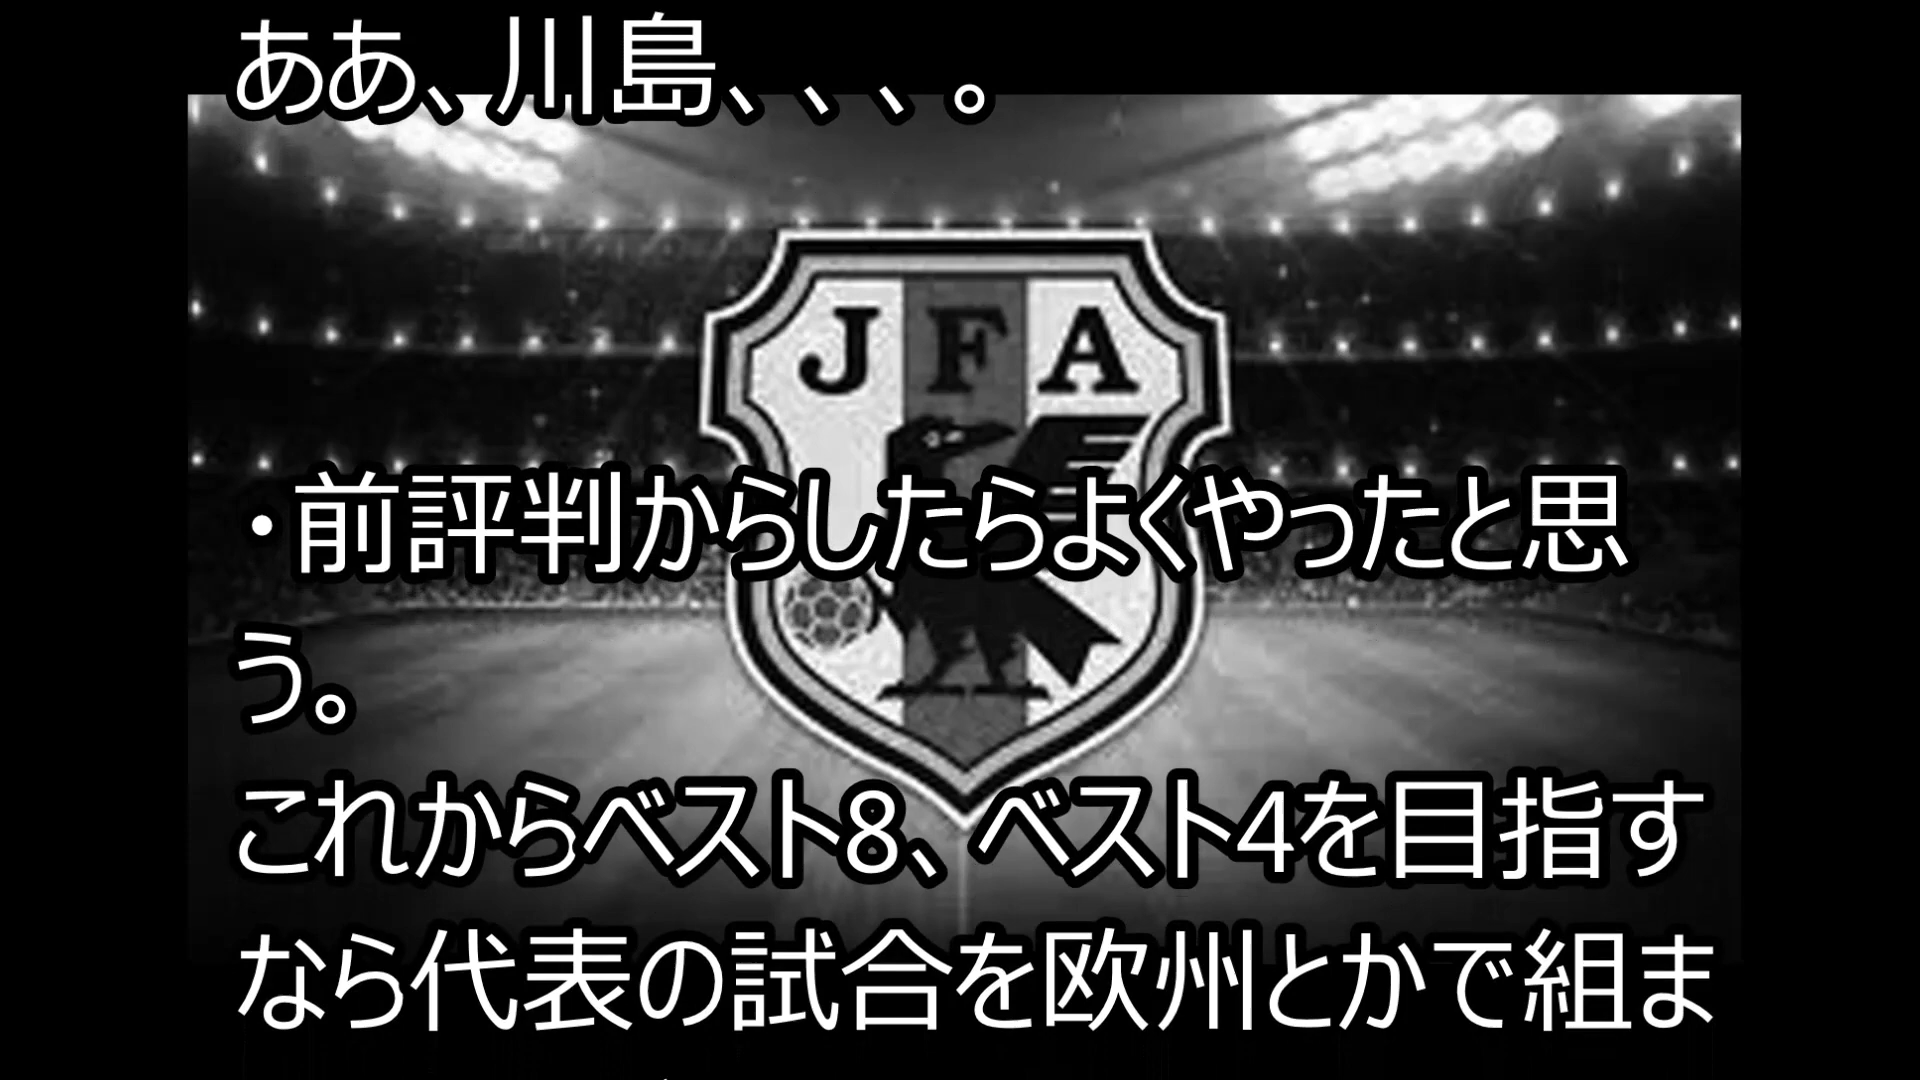 ああ、川島、、、。
JFA
・前評判からしたらよくやったと思
う。
これからベスト8、ベスト4を目指す
なら代表の試合を欧州とかで組ま